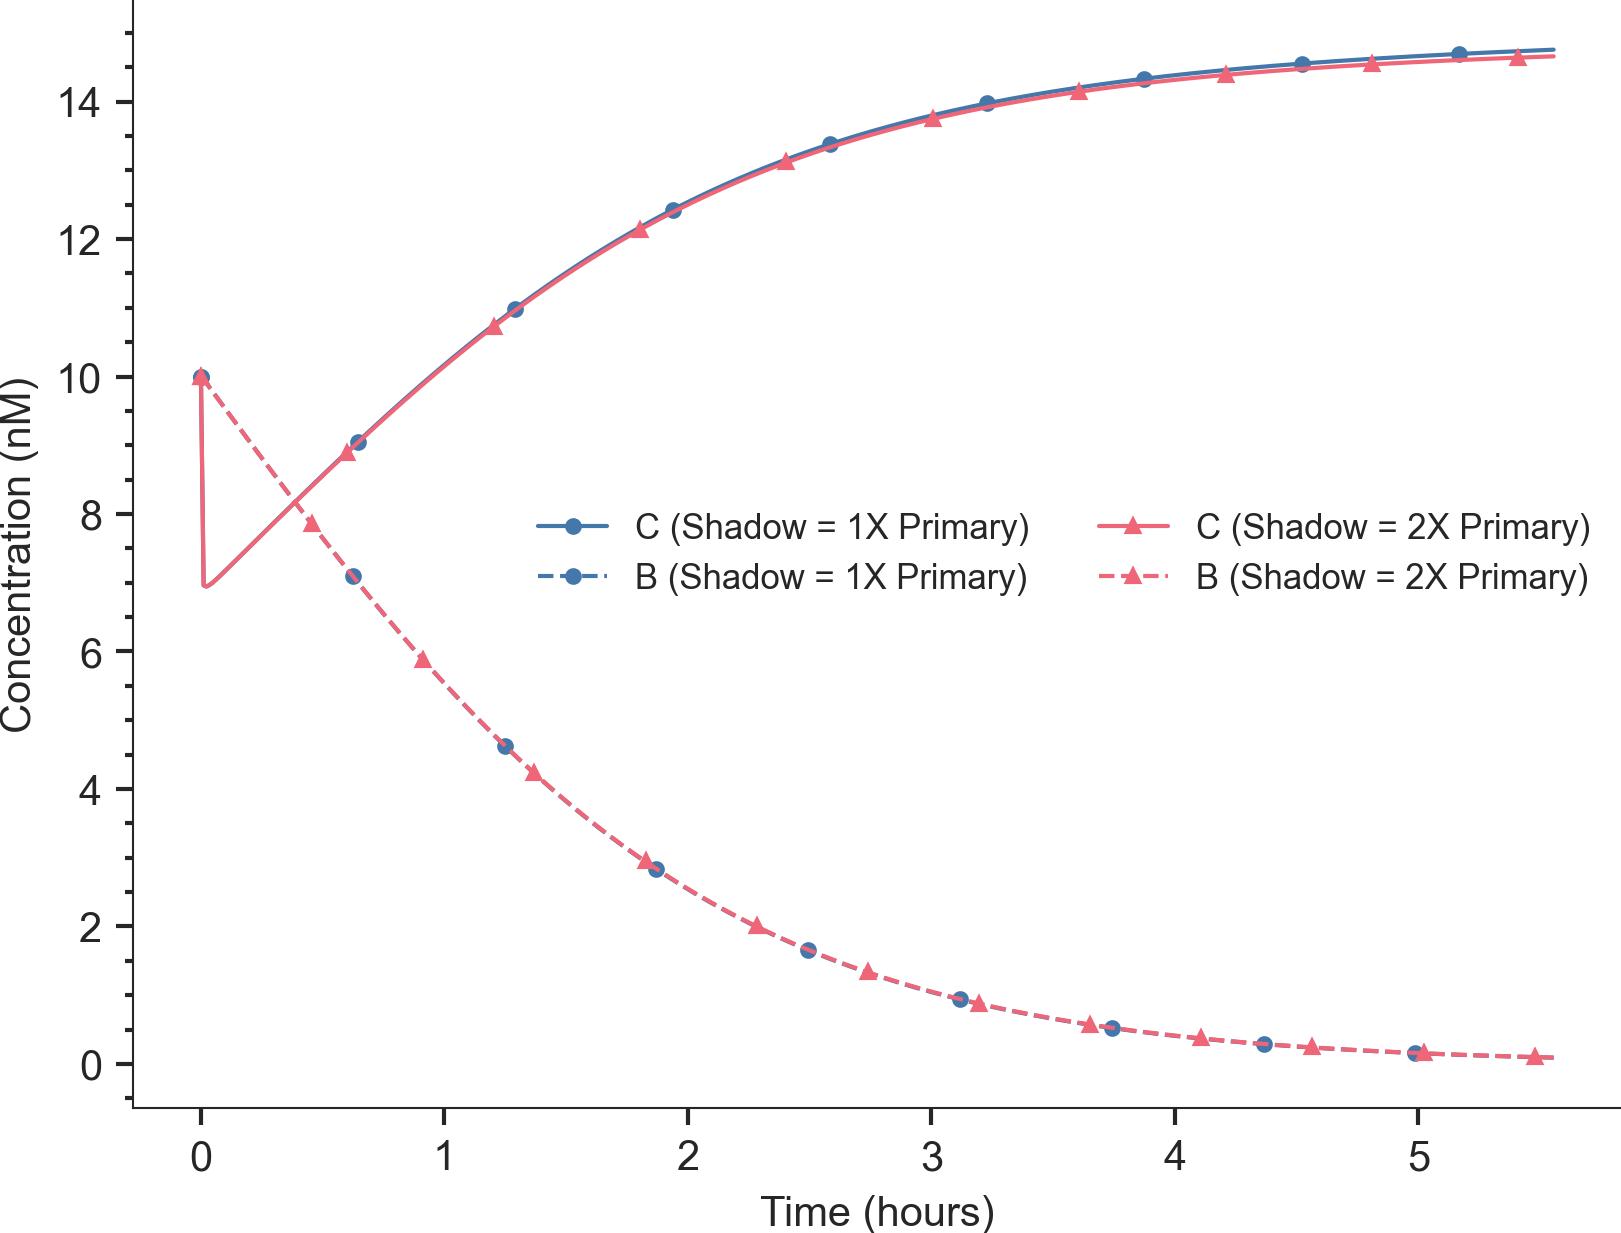 14
12
10
8
6
4
2
0
Concentration (nM)
C (Shadow = 1X Primary)
B (Shadow = 1X Primary)
C (Shadow = 2X Primary)
B (Shadow = 2X Primary)
0 1 2 3 4 5
Time (hours)